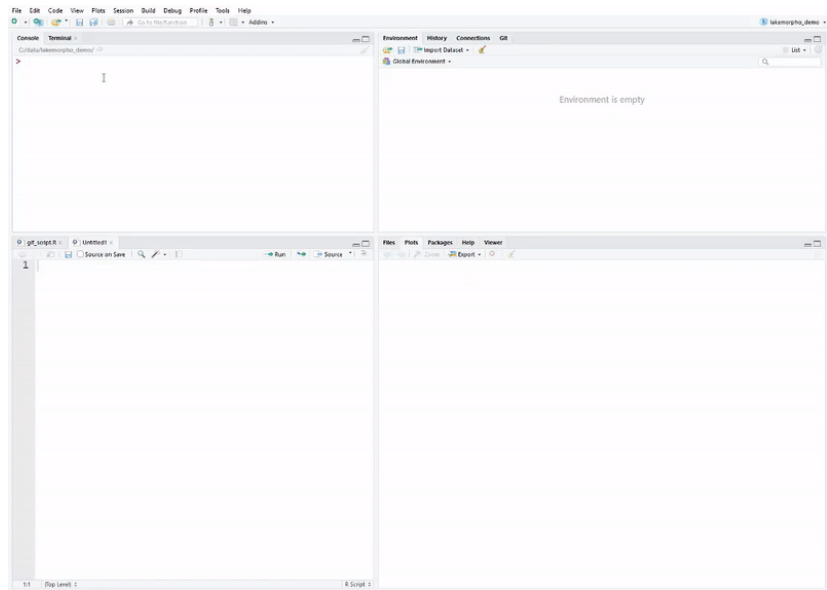 File Edit Code View Plots Session Build Debug Profile Tools Help
Go to file/function Addins lakemorpho_demo
Console Terminal
C:/data/lakemorpho_demo/
>
Environment History Connections Git
Import Dataset List
Global Environment
Environment is empty
git_script.R Untitled1
Source on Save Run Source
1
1:1 (Top Level) R Script
Files Plots Packages Help Viewer
Zoom Export